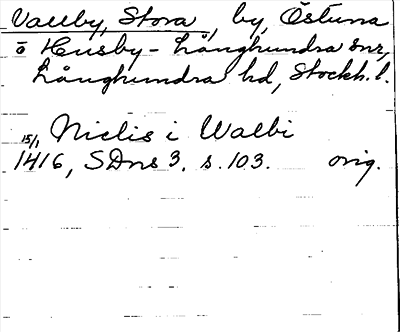 Vallby, Stora, by, Östuna
o Husby-Långhundra snr,
Långhundra hd, Stockh. l.
15/1 Niclis i Walbi
1416, SDns 3. s. 103. orig.